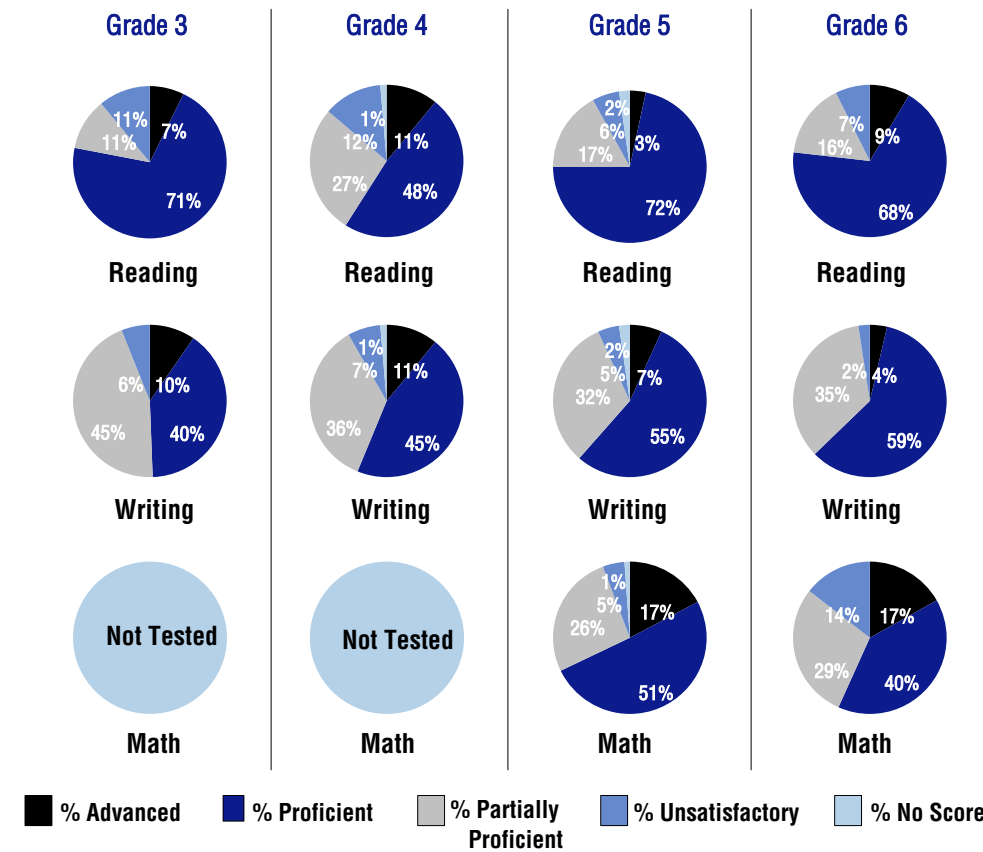 Grade 3
Grade 4
Grade 5
Grade 6
11%
7%
11%
71%
Reading
1%
11%
12%
27%
48%
Reading
2%
6%
3%
17%
72%
Reading
7%
9%
16%
68%
Reading
6%
10%
45%
40%
Writing
1%
7%
11%
36%
45%
Writing
2%
5%
7%
32%
55%
Writing
2%
4%
35%
59%
Writing
Not Tested
Math
Not Tested
Math
1%
5%
17%
26%
51%
Math
14%
17%
29%
40%
Math
% Advanced
% Proficient
% Partially
Proficient
% Unsatisfactory
% No Score